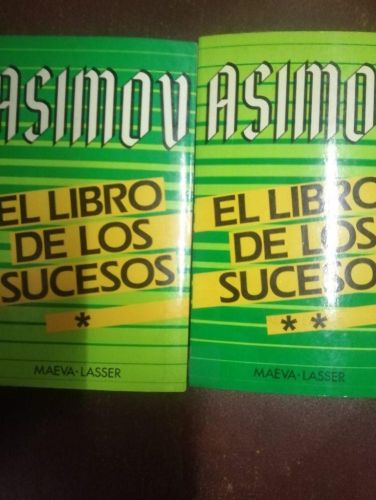 ASIMOV
EL LIBRO
DE LOS
SUCESOS
*
MAEVA-LASSER
ASIMO
EL LIBRO
DE LOS
SUCESO
* *
MAEVA-LASSER